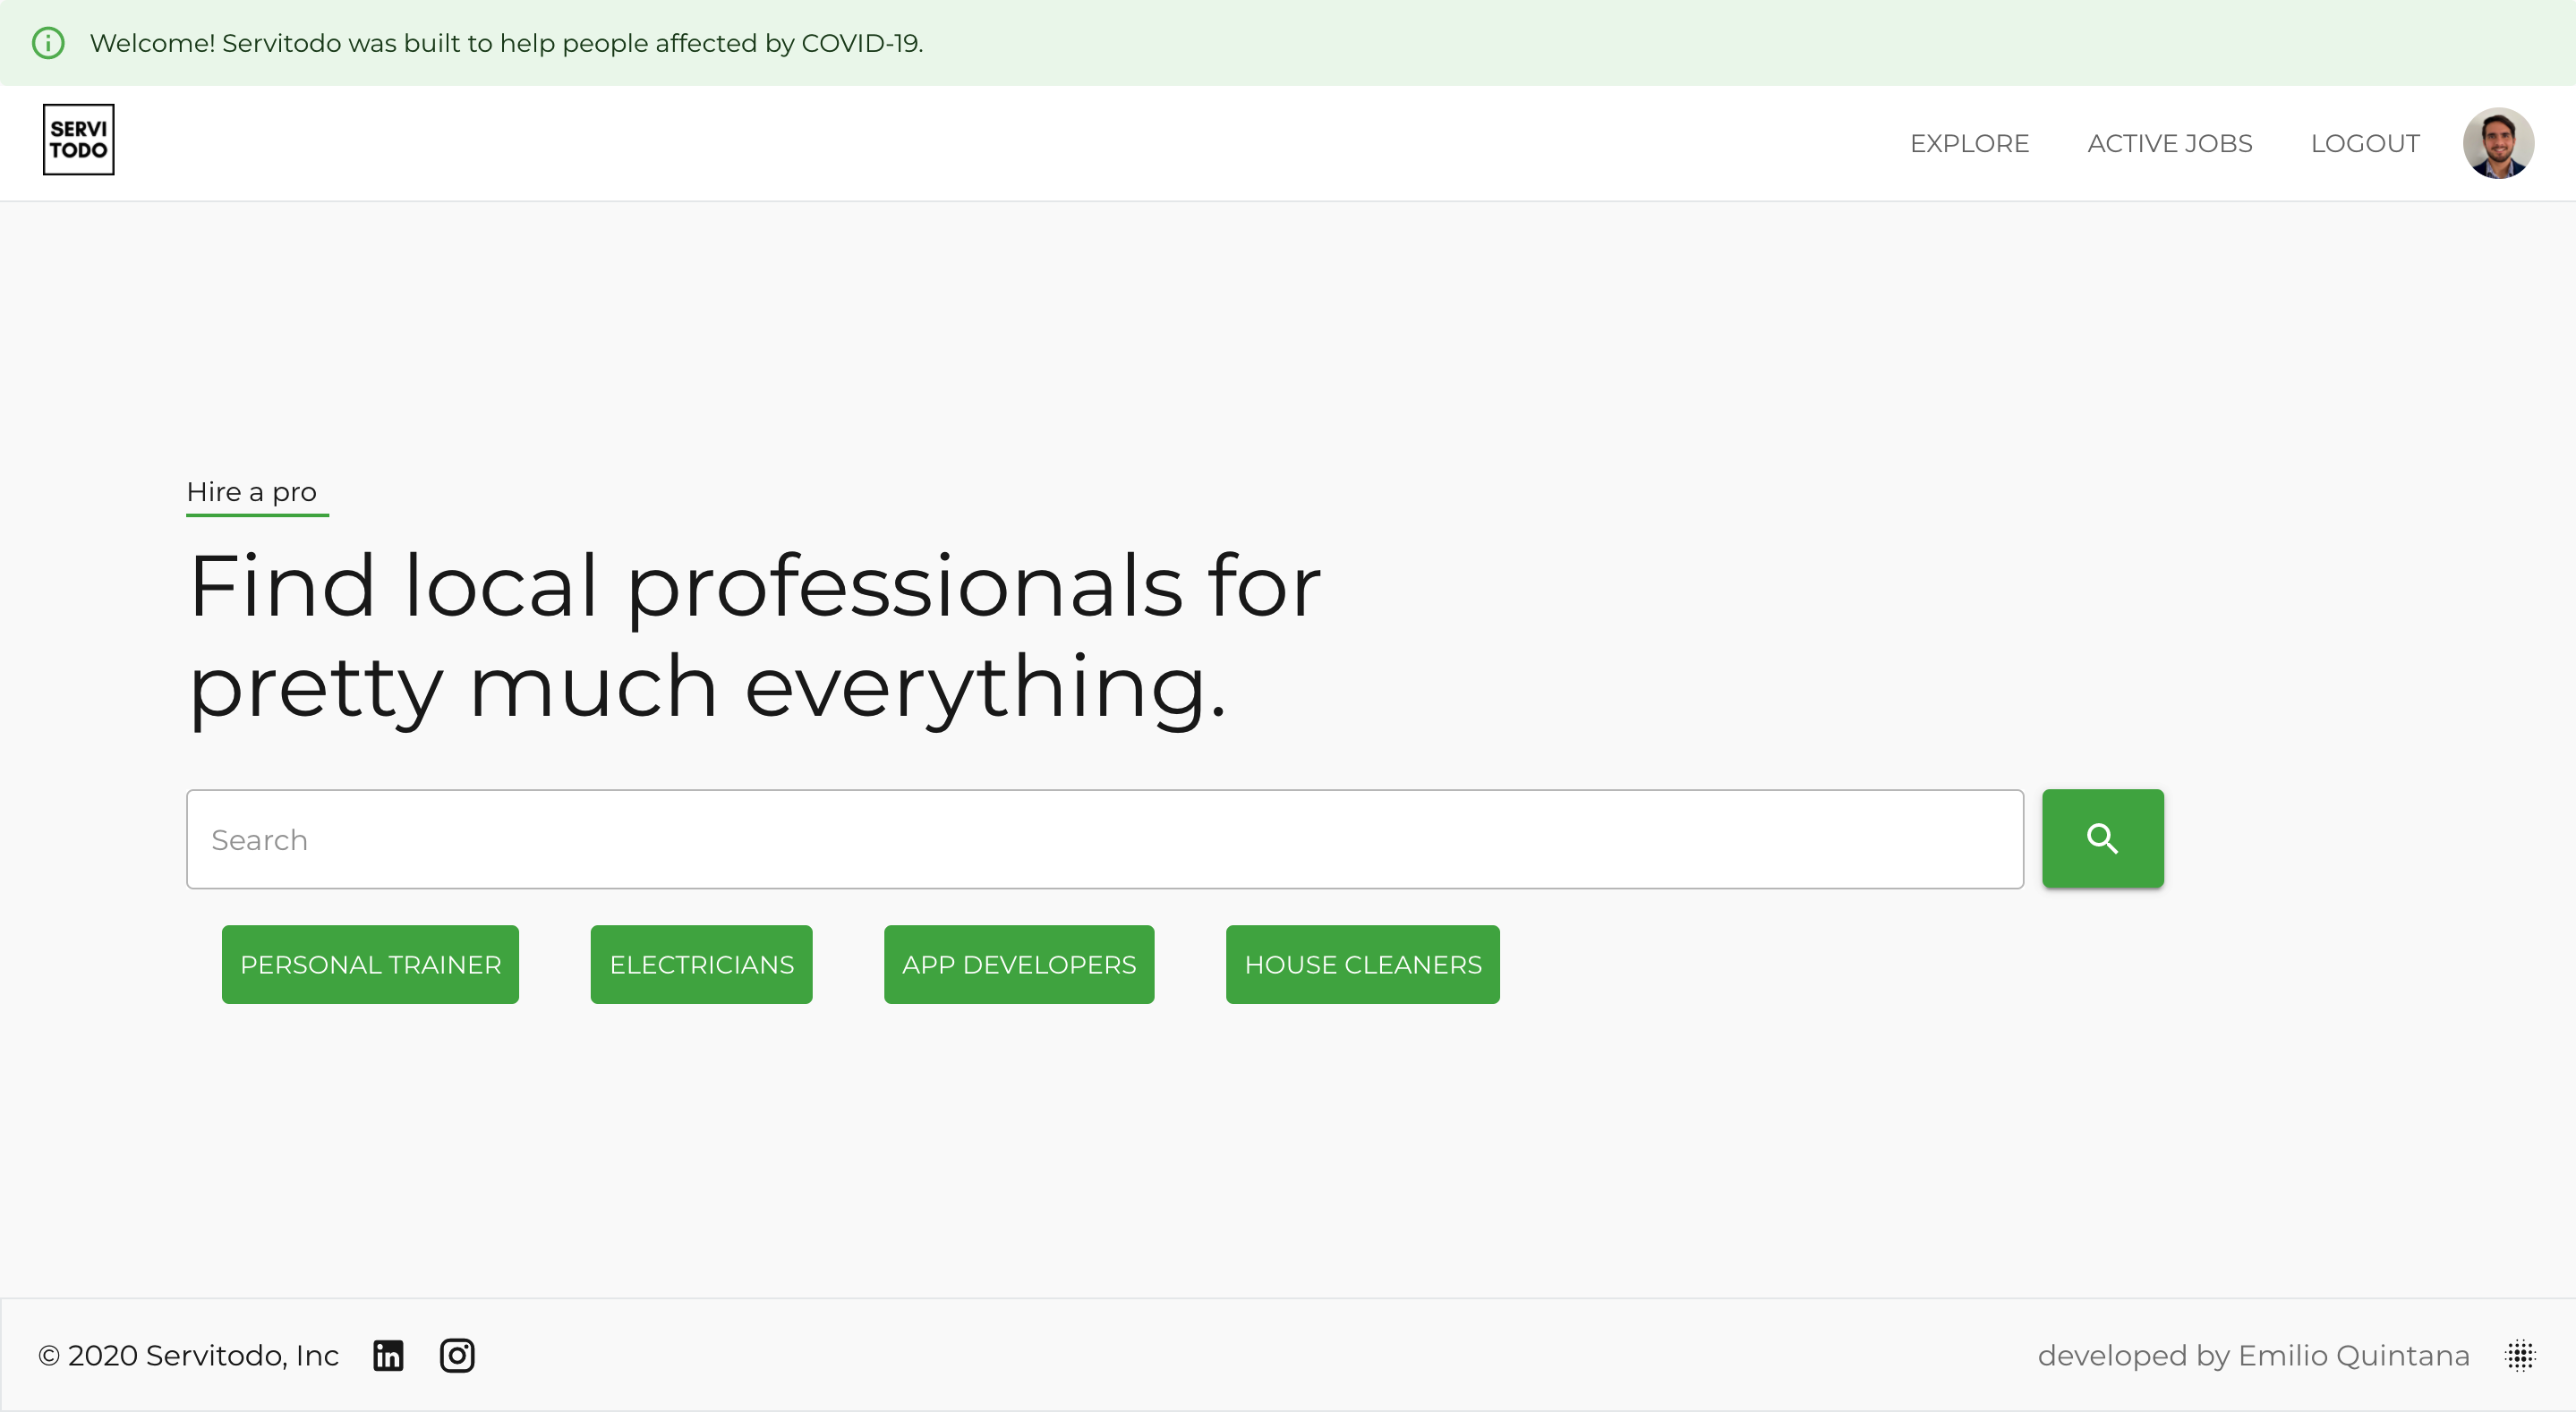 Welcome! Servitodo was built to help people affected by COVID-19.
SERVI
TODO
EXPLORE
ACTIVE JOBS
LOGOUT
Hire a pro
Find local professionals for
pretty much everything.
Search
PERSONAL TRAINER
ELECTRICIANS
APP DEVELOPERS
HOUSE CLEANERS
© 2020 Servitodo, Inc
in
developed by Emilio Quintana